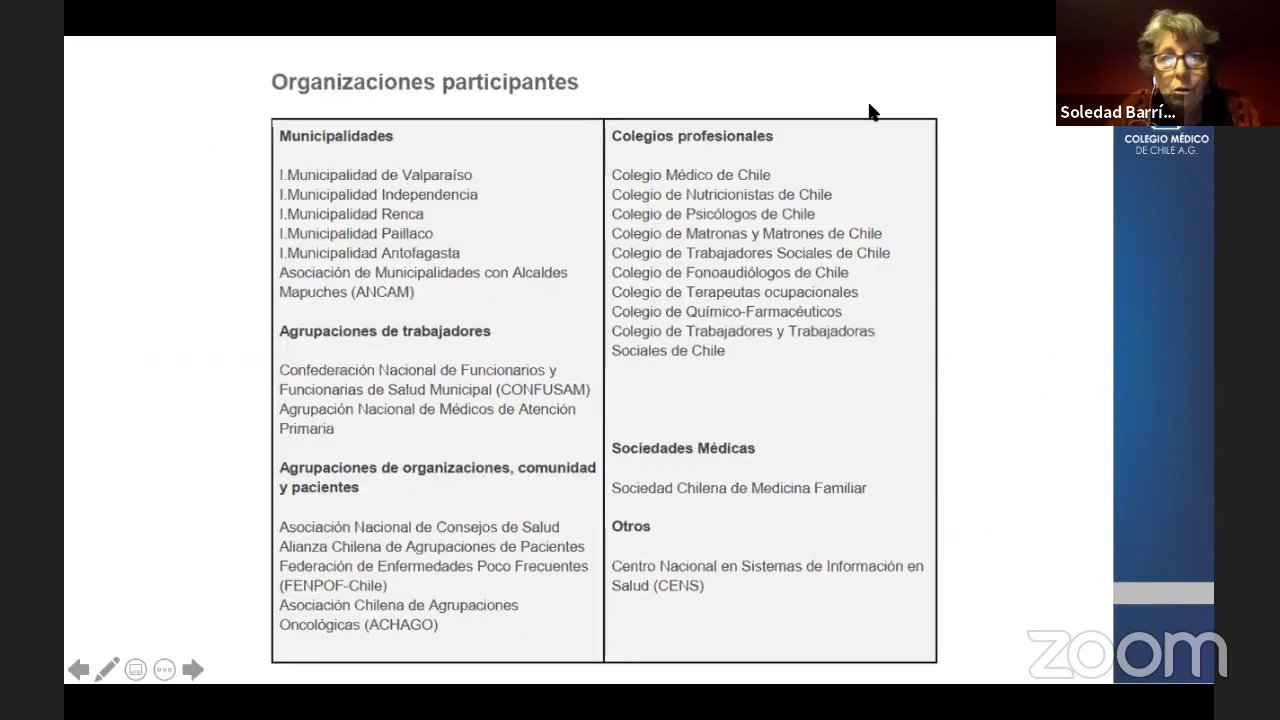 Organizaciones participantes
Municipalidades
I.Municipalidad de Valparaíso
I.Municipalidad Independencia
I.Municipalidad Renca
I.Municipalidad Paillaco
I.Municipalidad Antofagasta
Asociación de Municipalidades con Alcaldes
Mapuches (ANCAM)
Agrupaciones de trabajadores
Confederación Nacional de Funcionarios y
Funcionarias de Salud Municipal (CONFUSAM)
Agrupación Nacional de Médicos de Atención
Primaria
Agrupaciones de organizaciones, comunidad
y pacientes
Asociación Nacional de Consejos de Salud
Alianza Chilena de Agrupaciones de Pacientes
Federación de Enfermedades Poco Frecuentes
(FENPOF-Chile)
Asociación Chilena de Agrupaciones
Oncológicas (ACHAGO)
Colegios profesionales
Colegio Médico de Chile
Colegio de Nutricionistas de Chile
Colegio de Psicólogos de Chile
Colegio de Matronas y Matrones de Chile
Colegio de Trabajadores Sociales de Chile
Colegio de Fonoaudiólogos de Chile
Colegio de Terapeutas ocupacionales
Colegio de Químico-Farmacéuticos
Colegio de Trabajadores y Trabajadoras
Sociales de Chile
Sociedades Médicas
Sociedad Chilena de Medicina Familiar
Otros
Centro Nacional en Sistemas de Información en
Salud (CENS)
Soledad Barrí...
COLEGIO MÉDICO
DE CHILE A.G.
zoom